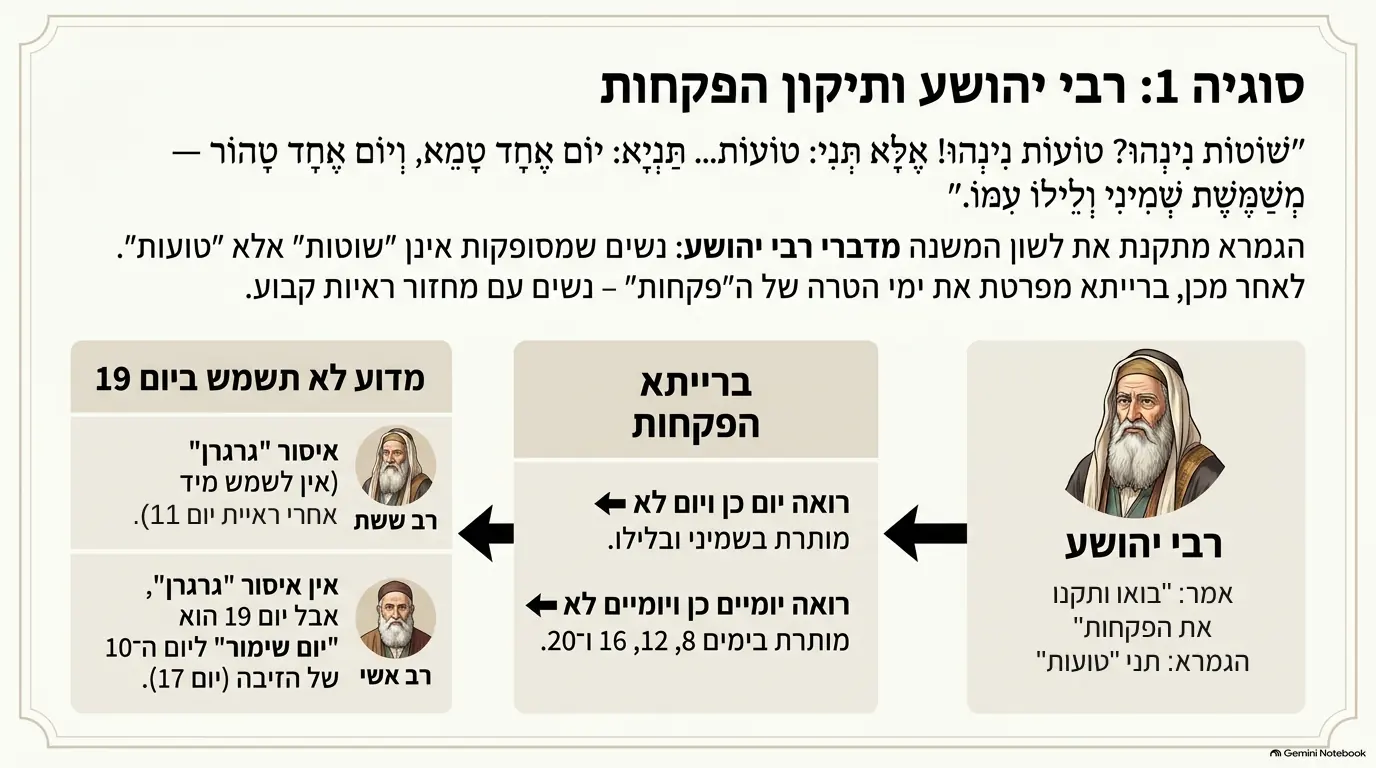 סוגיה 1: רבי יהושע ותיקון הפקחות
"שׁוֹטוֹת נִינְהוּ? טוֹעוֹת נִינְהוּ! אֶלָּא תְּנִי: טוֹעוֹת... תַּנְיָא: יוֹם אֶחָד טָמֵא, וְיוֹם אֶחָד טָהוֹר —
מְשַׁמֶּשֶׁת שְׁמִינִי וְלֵילוֹ עִמּוֹ."
הגמרא מתקנת את לשון המשנה מדברי רבי יהושע: נשים שמסופקות אינן "שוטות" אלא "טועות".
לאחר מכן, ברייתא מפרטת את ימי הטרה של ה"פקחות" – נשים עם מחזור ראיות קבוע.
רבי יהושע
אמר: "בואו ותקנו
את הפקחות"
הגמרא: תני "טועות"
ברייתא
הפקחות
רואה יום כן ויום לא
מותרת בשמיני ובלילו.
רואה יומיים כן ויומיים לא
מותרת בימים 8, 12, 16 ו־20.
מדוע לא תשמש ביום 19
רב ששת
איסור "גרגרן"
(אין לשמש מיד
אחרי ראיית יום 11).
רב אשי
אין איסור "גרגרן",
אבל יום 19 הוא
"יום שימור" ליום ה־10
של הזיבה (יום 17).
Gemini Notebook